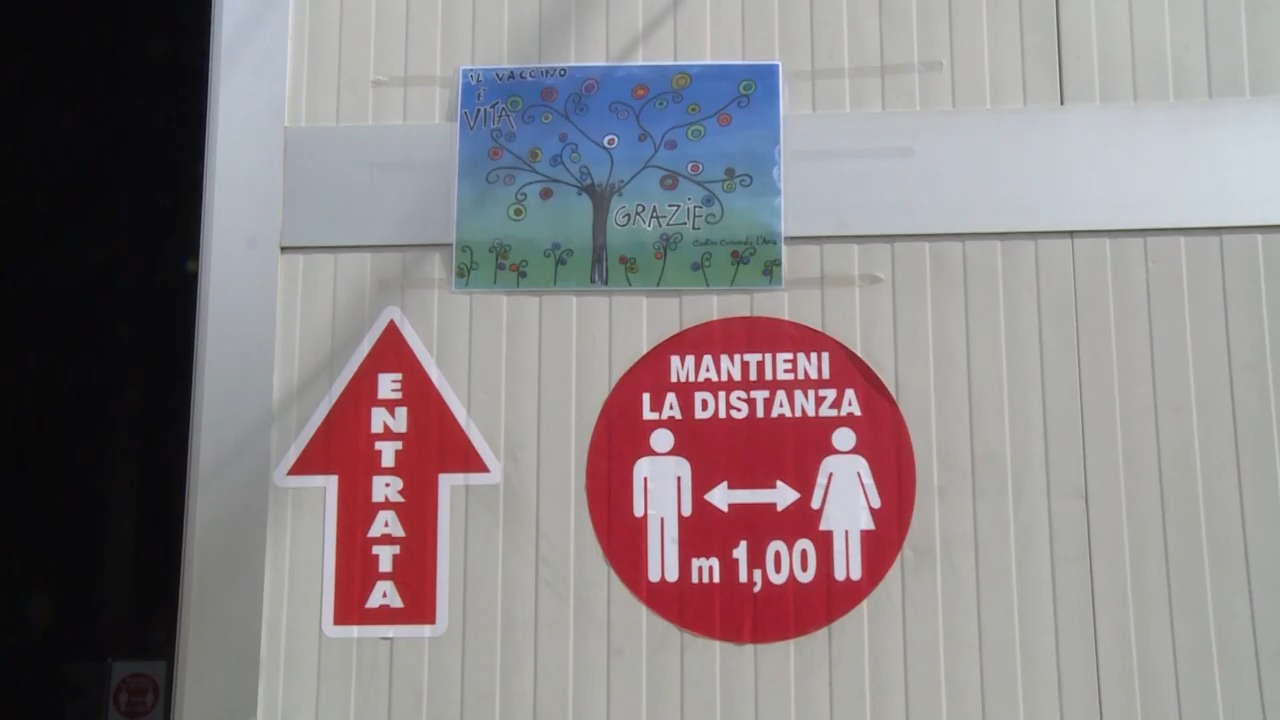 IL VACCINO
È
VITA
GRAZIE
ENTRATA
MANTIENI
LA DISTANZA
m 1,00